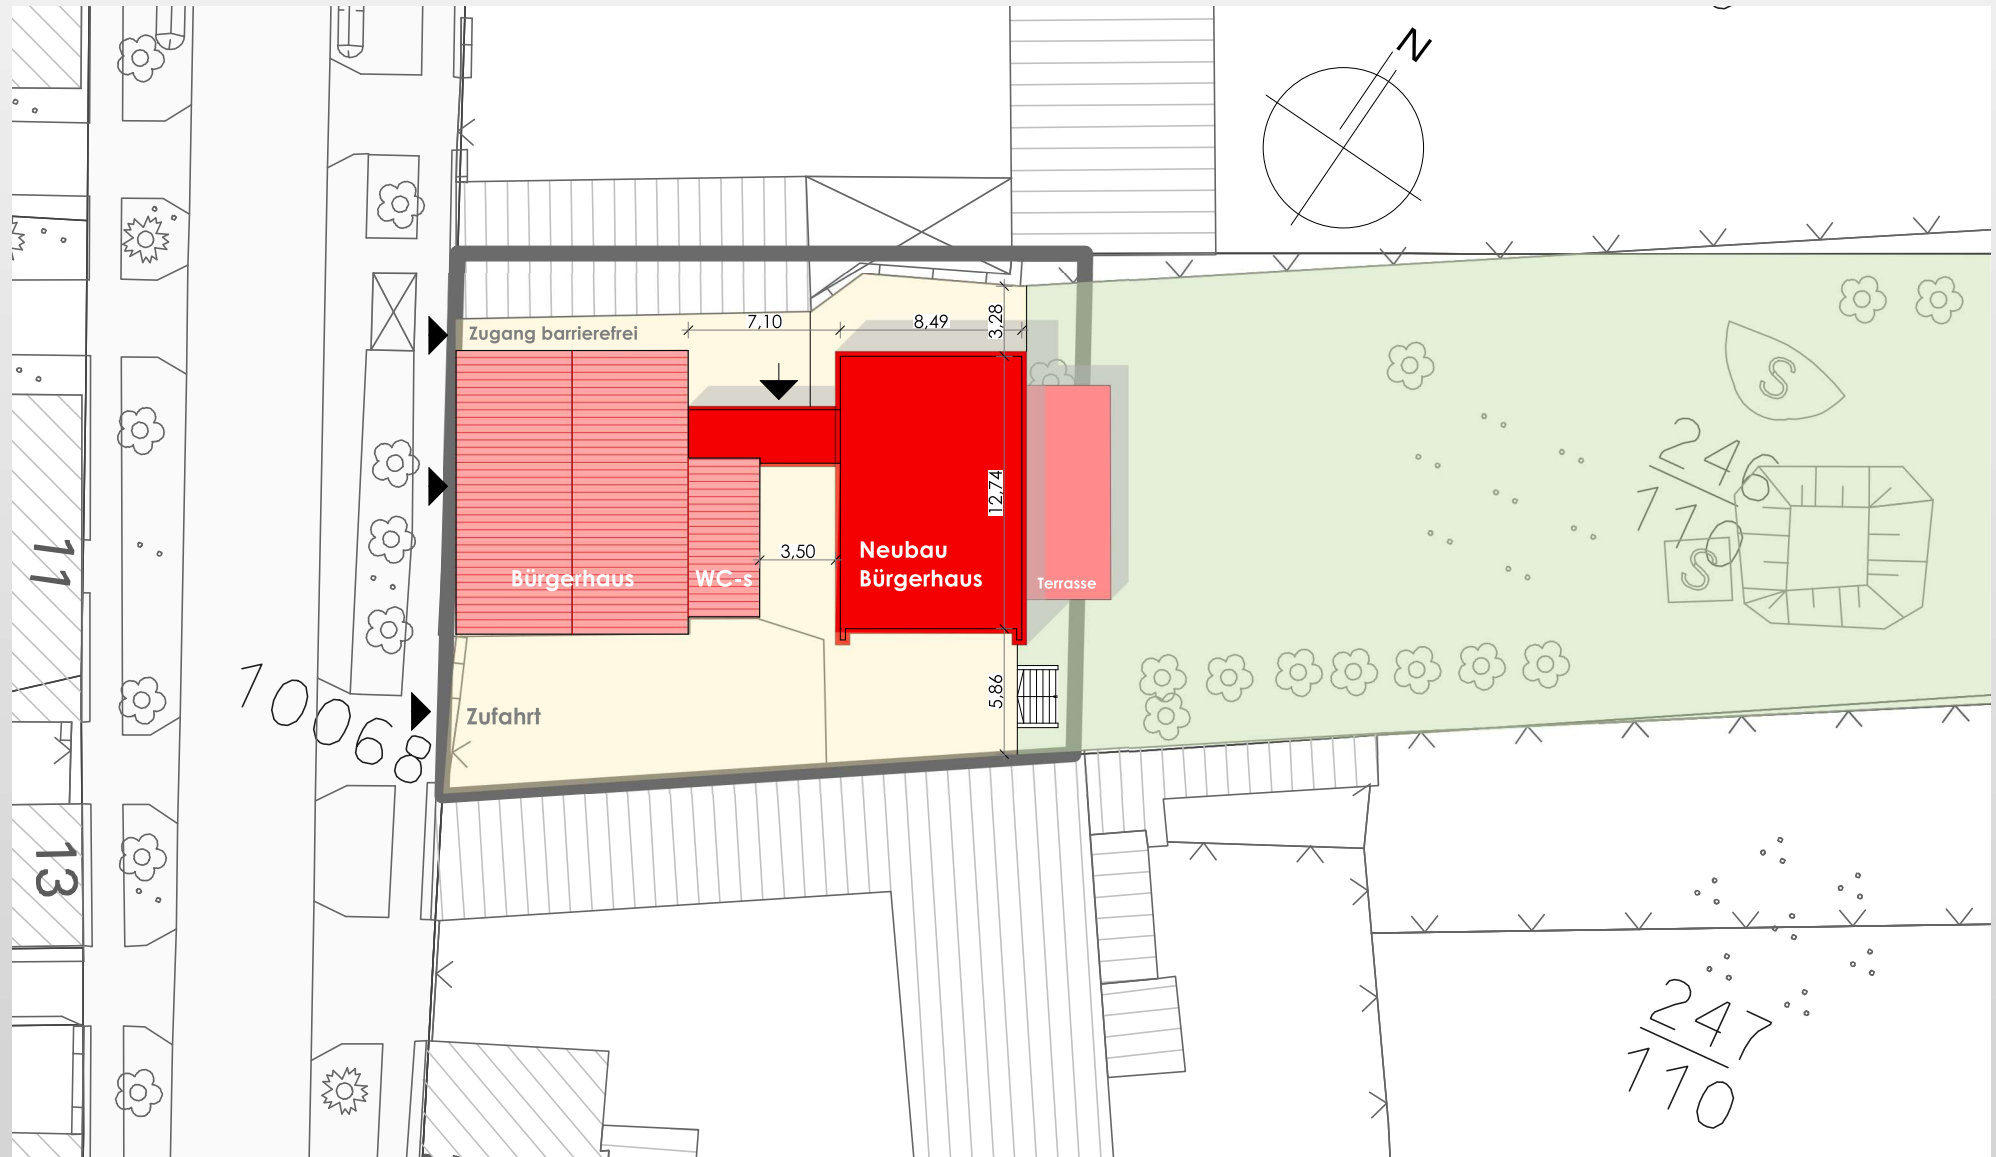 N
Zugang barrierefrei
7,10
8,49
3,28
12,74
3,50
Neubau
Bürgerhaus
Bürgerhaus
WC-s
Terrasse
5,86
Zufahrt
10068
11
13
S
S
246
110
247
110